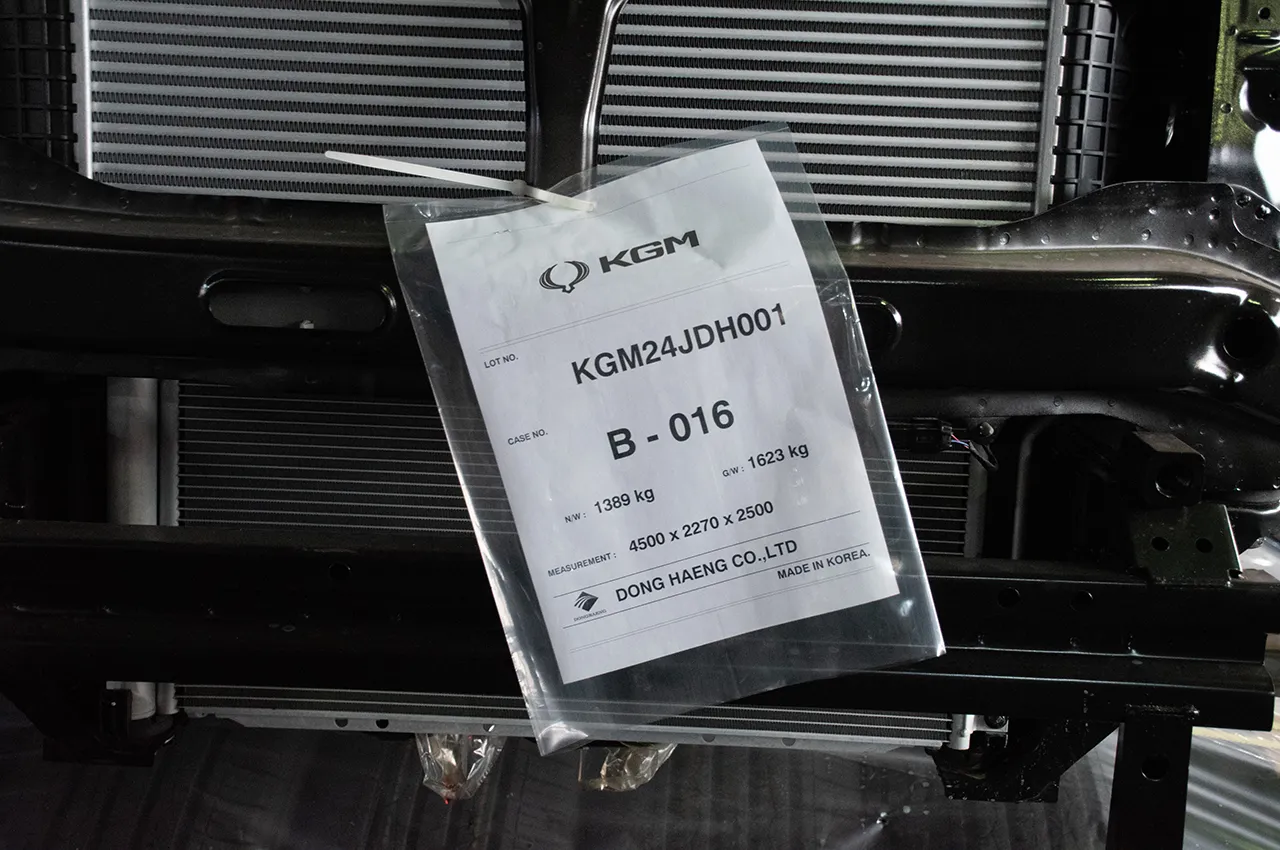 KGM
LOT NO.
KGM24JDH001
CASE NO.
B - 016
N/W : 1389 kg
G/W : 1623 kg
MEASUREMENT : 4500 x 2270 x 2500
DONG HAENG CO.,LTD
MADE IN KOREA.